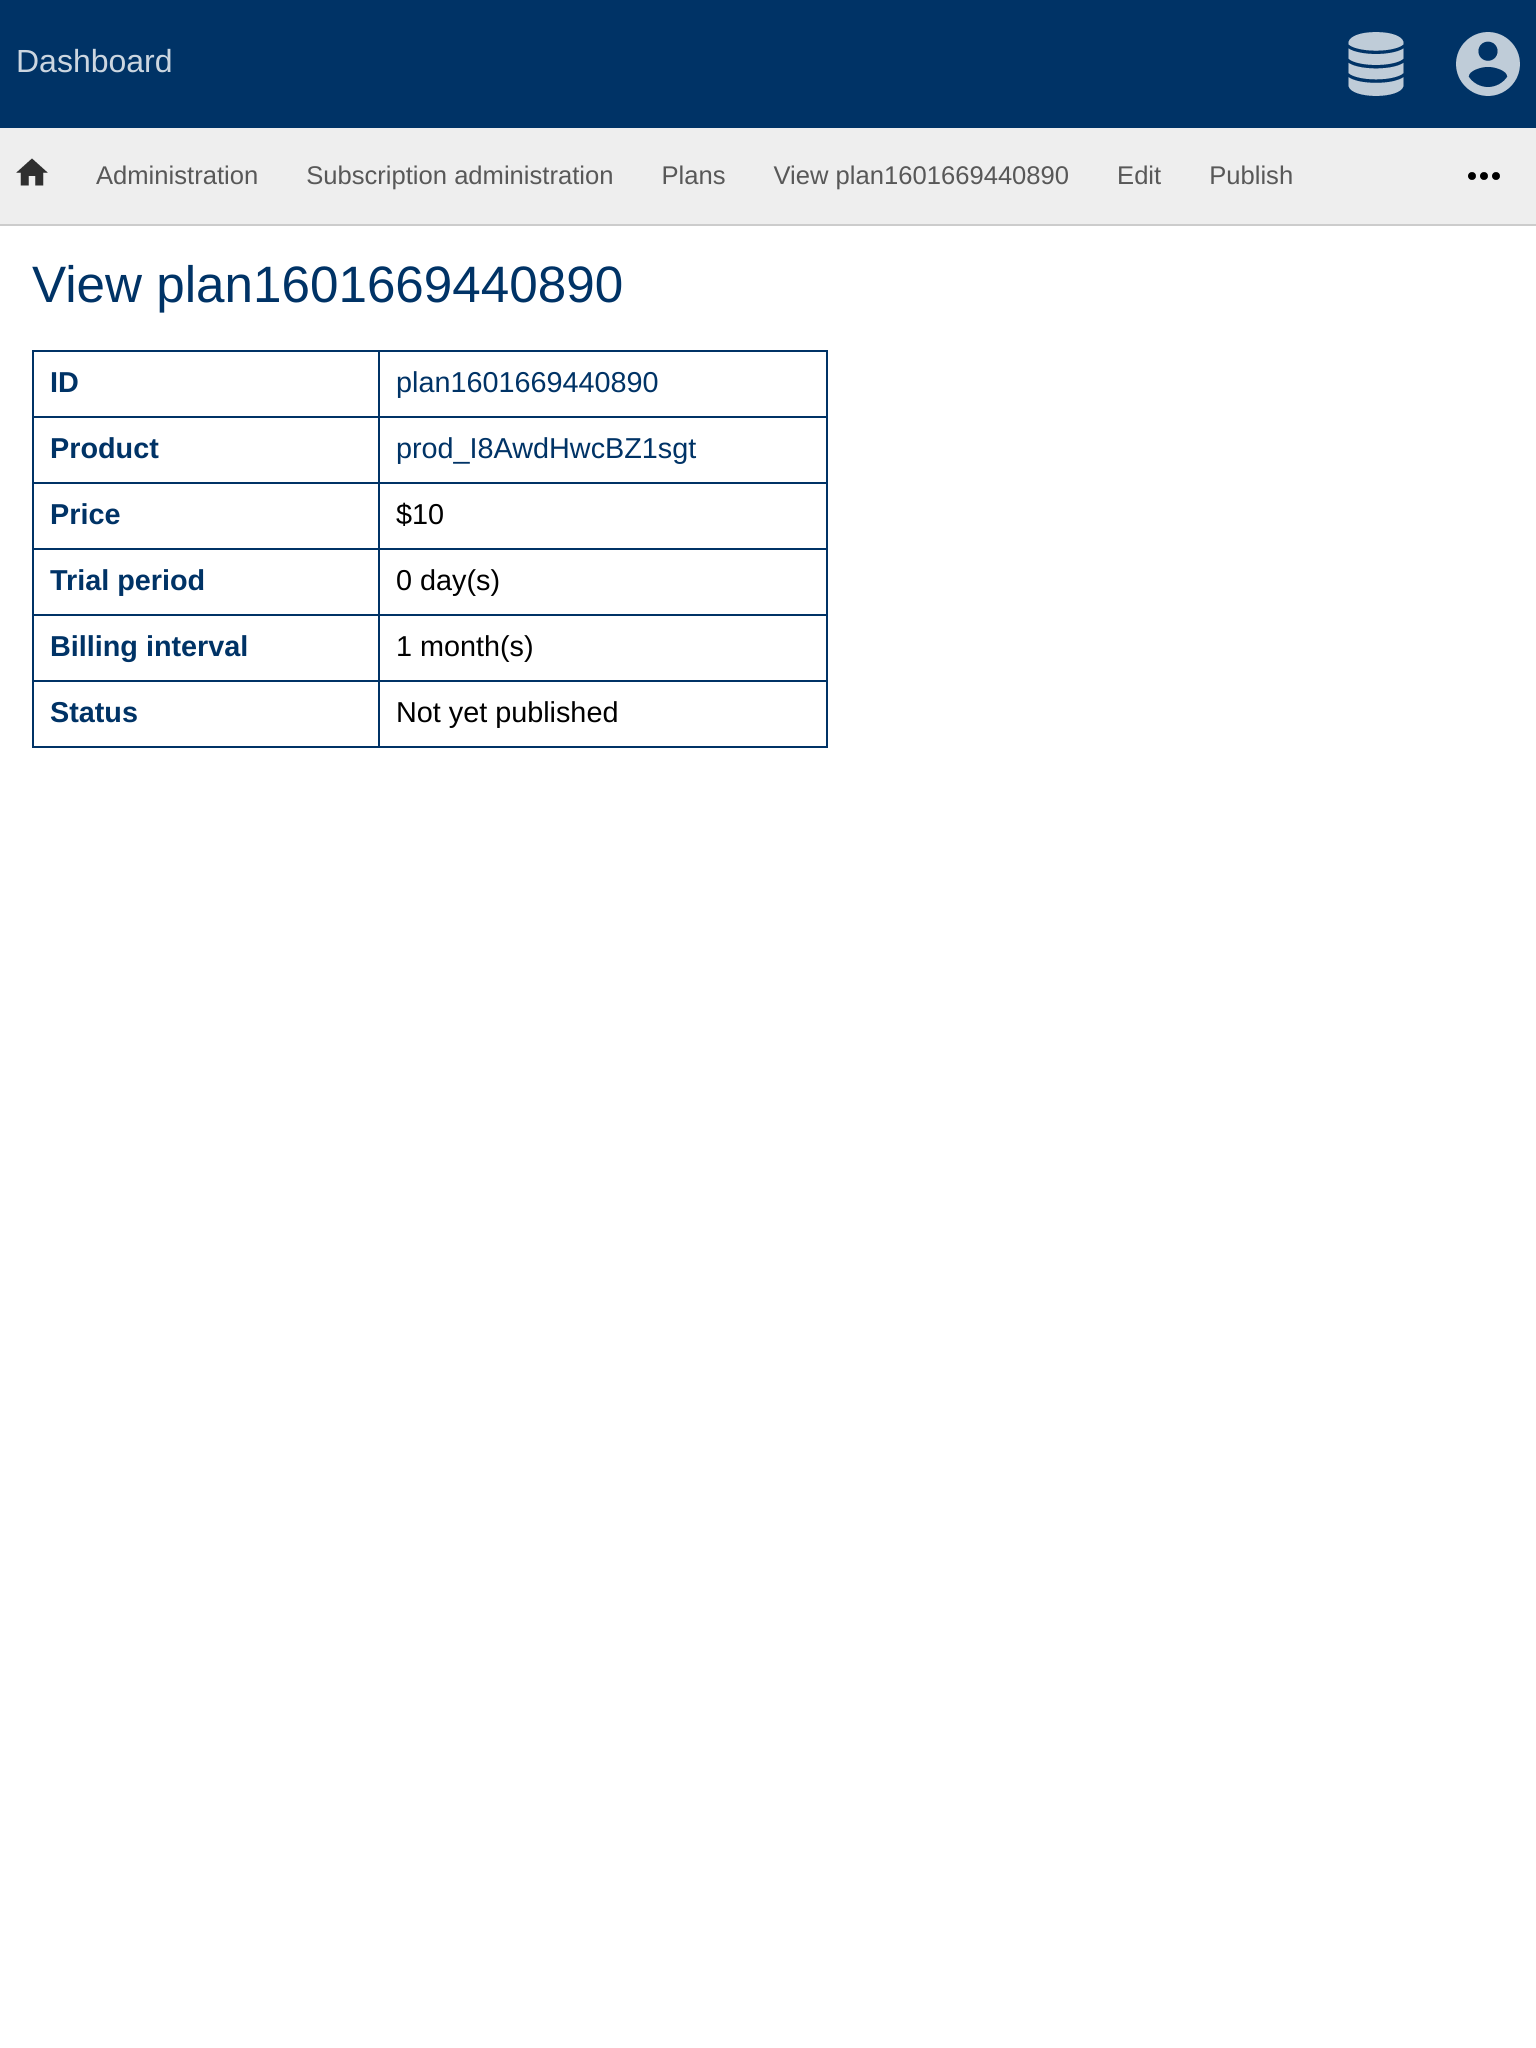 Dashboard
Administration Subscription administration Plans View plan1601669440890 Edit Publish
View plan1601669440890
ID plan1601669440890
Product prod_I8AwdHwcBZ1sgt
Price $10
Trial period 0 day(s)
Billing interval 1 month(s)
Status Not yet published